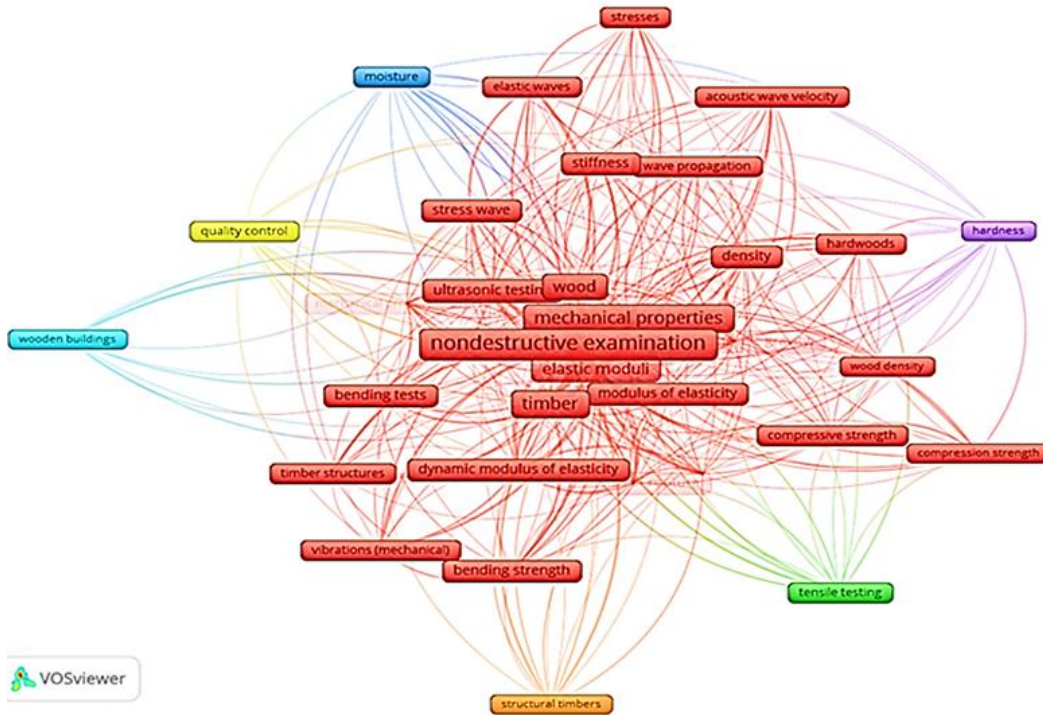 stresses
moisture
elastic waves
acoustic wave velocity
stiffness
wave propagation
stress wave
quality control
hardness
hardwoods
density
ultrasonic testin
wood
mechanical properties
wooden buildings
nondestructive examination
elastic moduli
wood density
bending tests
modulus of elasticity
timber
compressive strength
compression strength
timber structures
dynamic modulus of elasticity
vibrations (mechanical)
bending strength
tensile testing
VOSviewer
structural timbers